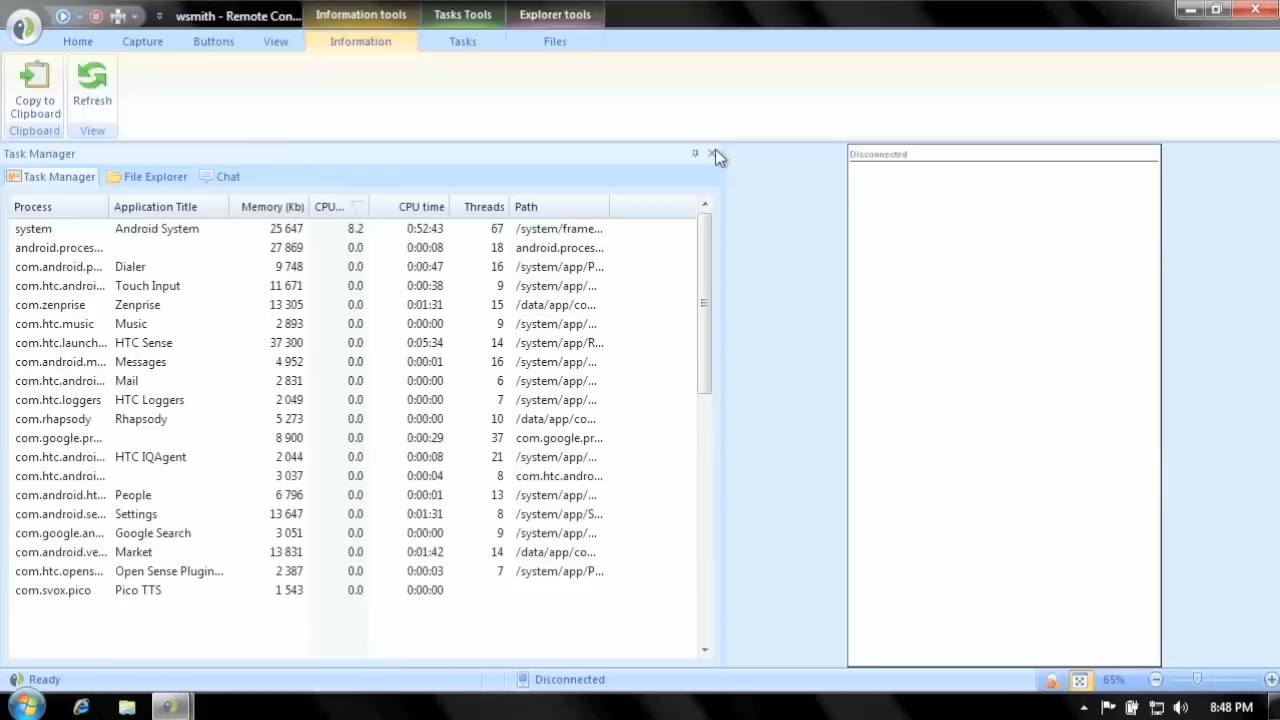 wsmith - Remote Con... Information tools Tasks Tools Explorer tools
Home Capture Buttons View Information Tasks Files
Copy to Clipboard Refresh
Clipboard View
Task Manager
Disconnected
Task Manager File Explorer Chat
Process Application Title Memory (Kb) CPU... CPU time Threads Path
system Android System 25 647 8.2 0:52:43 67 /system/frame...
android.proces... 27 869 0.0 0:00:08 18 android.proces...
com.android.p... Dialer 9 748 0.0 0:00:47 16 /system/app/P...
com.htc.androi... Touch Input 11 671 0.0 0:00:38 9 /system/app/...
com.zenprise Zenprise 13 305 0.0 0:01:31 15 /data/app/co...
com.htc.music Music 2 893 0.0 0:00:00 9 /system/app/...
com.htc.launch... HTC Sense 37 300 0.0 0:05:34 14 /system/app/R...
com.android.m... Messages 4 952 0.0 0:00:01 16 /system/app/...
com.htc.androi... Mail 2 831 0.0 0:00:00 6 /system/app/...
com.htc.loggers HTC Loggers 2 049 0.0 0:00:00 7 /system/app/...
com.rhapsody Rhapsody 5 273 0.0 0:00:00 10 /data/app/co...
com.google.pr... 8 900 0.0 0:00:29 37 com.google.pr...
com.htc.androi... HTC IQAgent 2 044 0.0 0:00:08 21 /system/app/...
com.htc.androi... 3 037 0.0 0:00:04 8 com.htc.andro...
com.android.ht... People 6 796 0.0 0:00:01 13 /system/app/...
com.android.se... Settings 13 647 0.0 0:01:31 8 /system/app/S...
com.google.an... Google Search 3 051 0.0 0:00:00 9 /system/app/...
com.android.ve... Market 13 831 0.0 0:01:42 14 /data/app/co...
com.htc.opens... Open Sense Plugin... 2 387 0.0 0:00:03 7 /system/app/P...
com.svox.pico Pico TTS 1 543 0.0 0:00:00
Ready Disconnected 65%
8:48 PM